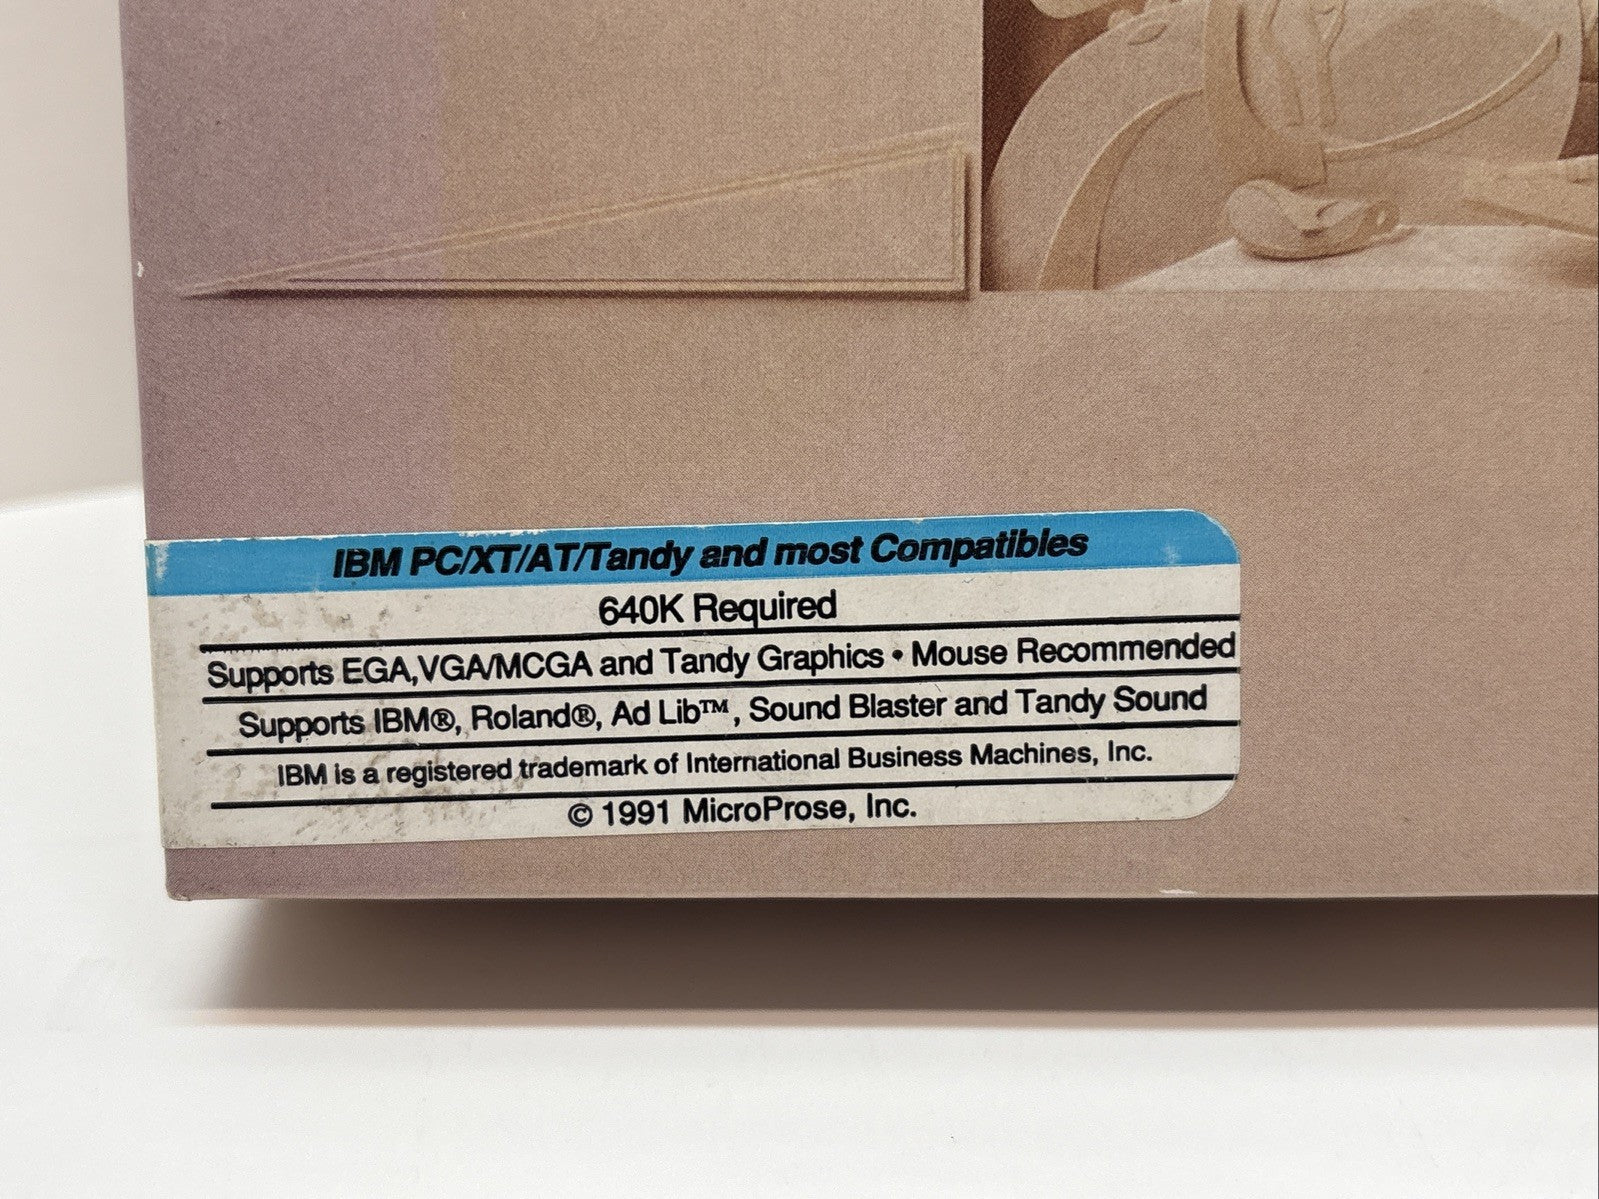 IBM PC/XT/AT/Tandy and most Compatibles
640K Required
Supports EGA,VGA/MCGA and Tandy Graphics • Mouse Recommended
Supports IBM®, Roland®, Ad Lib™, Sound Blaster and Tandy Sound
IBM is a registered trademark of International Business Machines, Inc.
© 1991 MicroProse, Inc.